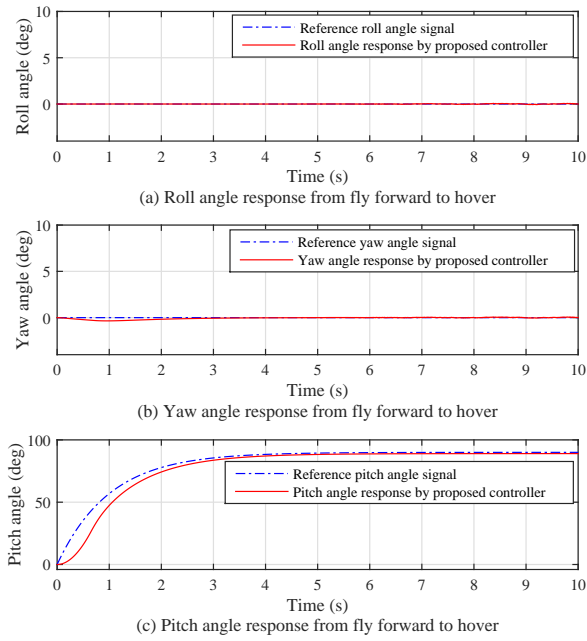 10
5
0
Roll angle (deg)
Reference roll angle signal
Roll angle response by proposed controller
0 1 2 3 4 5 6 7 8 9 10
Time (s)
(a) Roll angle response from fly forward to hover
10
5
0
Yaw angle (deg)
Reference yaw angle signal
Yaw angle response by proposed controller
0 1 2 3 4 5 6 7 8 9 10
Time (s)
(b) Yaw angle response from fly forward to hover
100
50
0
Pitch angle (deg)
Reference pitch angle signal
Pitch angle response by proposed controller
0 1 2 3 4 5 6 7 8 9 10
Time (s)
(c) Pitch angle response from fly forward to hover